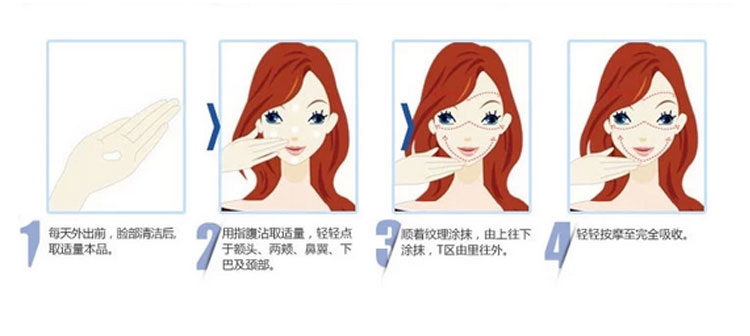 1
每天外出前，脸部清洁后，
取适量本品。
2
用指腹沾取适量，轻轻点
于额头、两颊、鼻翼、下
巴及颈部。
3
顺着纹理涂抹，由上往下
涂抹，T区由里往外。
4
轻轻按摩至完全吸收。